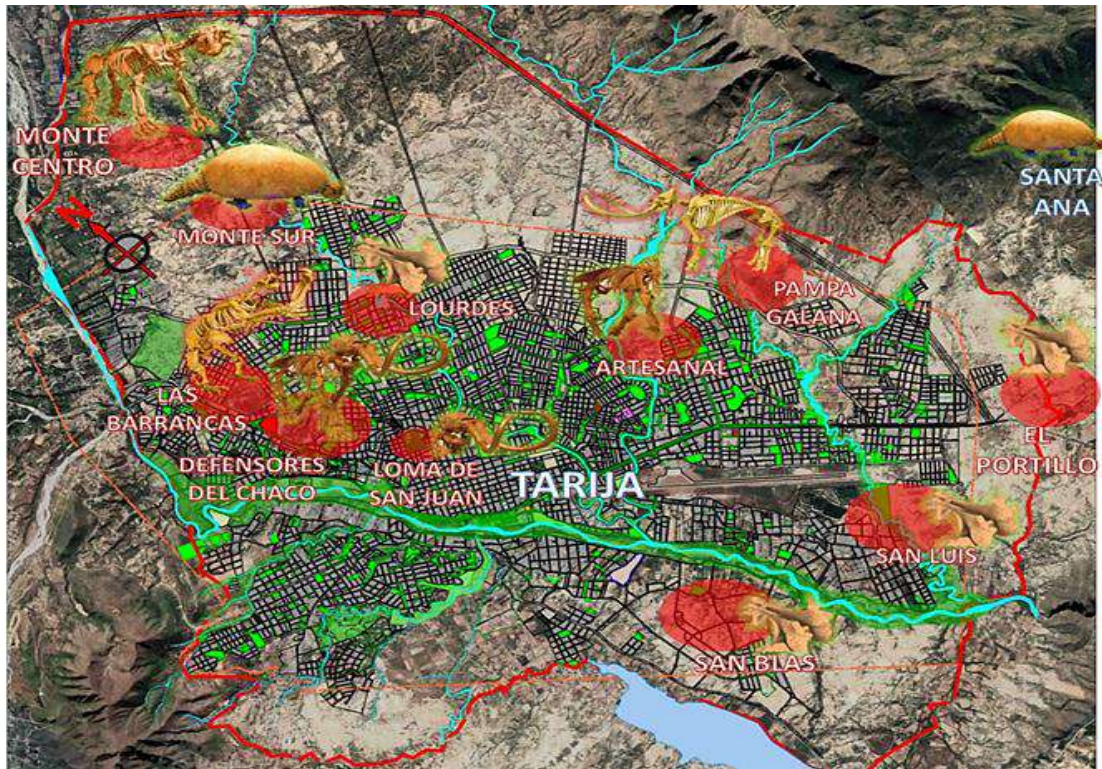 MONTE
CENTRO
SANTA
ANA
N
MONTE SUR
LOURDES
PAMPA
GALANA
ARTESANAL
LAS
BARRANCAS
DEFENSORES
DEL CHACO
LOMA DE
SAN JUAN
TARIJA
EL
PORTILLO
SAN LUIS
SAN BLAS